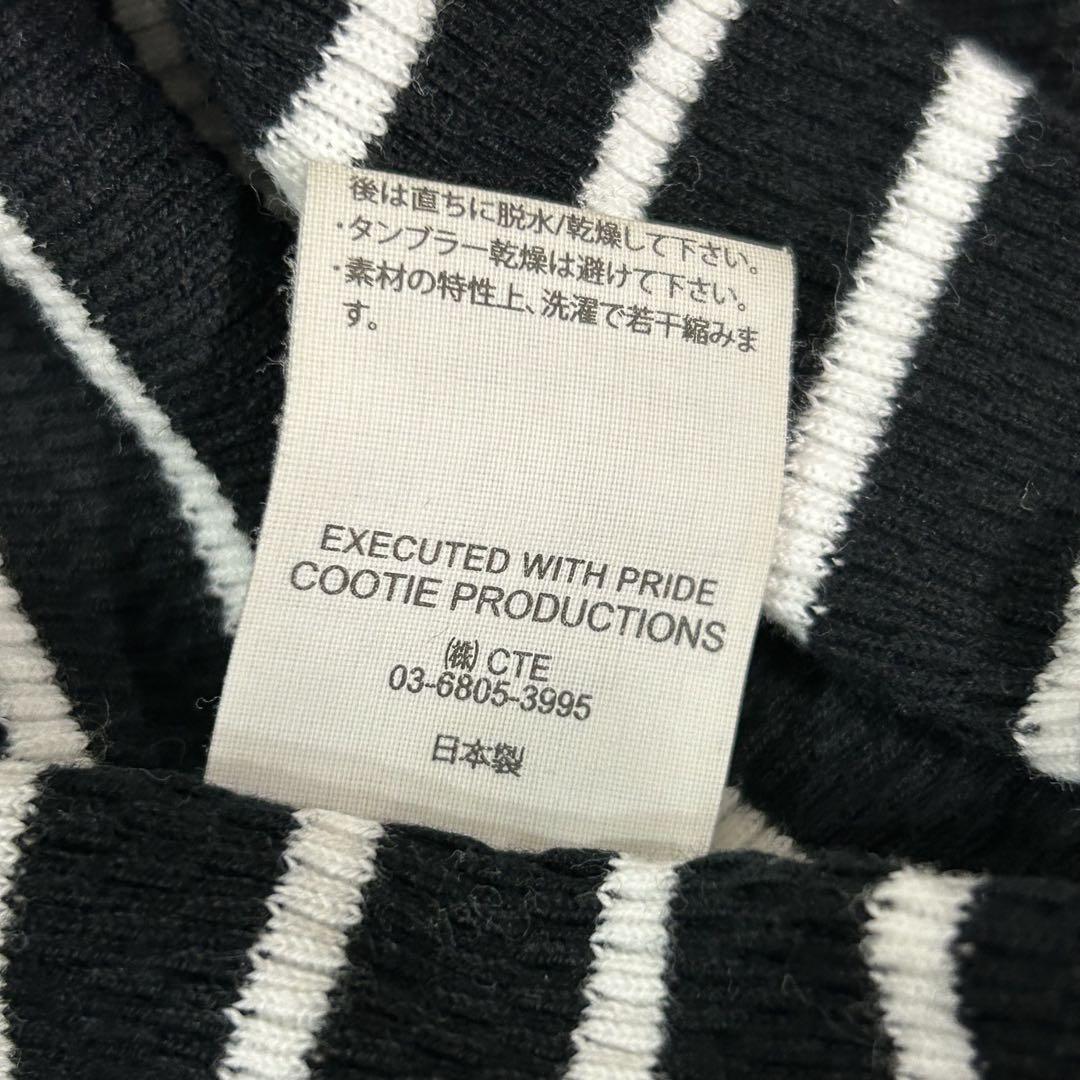 後は直ちに脱水/乾燥して下さい。
・タンブラー乾燥は避けて下さい。
・素材の特性上、洗濯で若干縮みま
す。
EXECUTED WITH PRIDE
COOTIE PRODUCTIONS
㈱ CTE
03-6805-3995
日本製